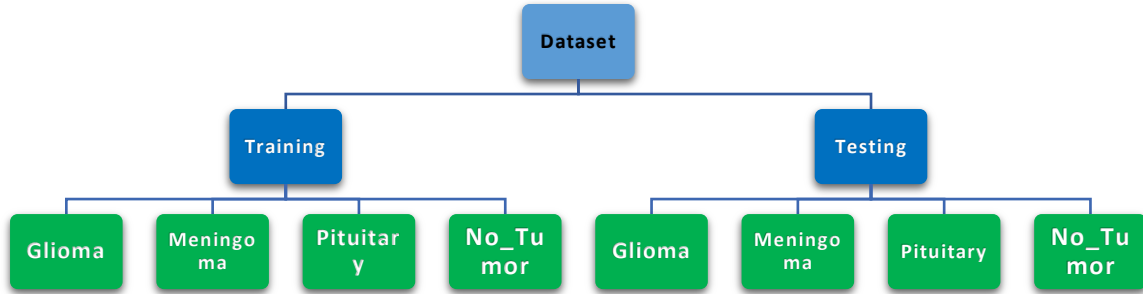 Dataset
Training
Testing
Glioma
Meningo
ma
Pituitar
y
No_Tu
mor
Glioma
Meningo
ma
Pituitary
No_Tu
mor